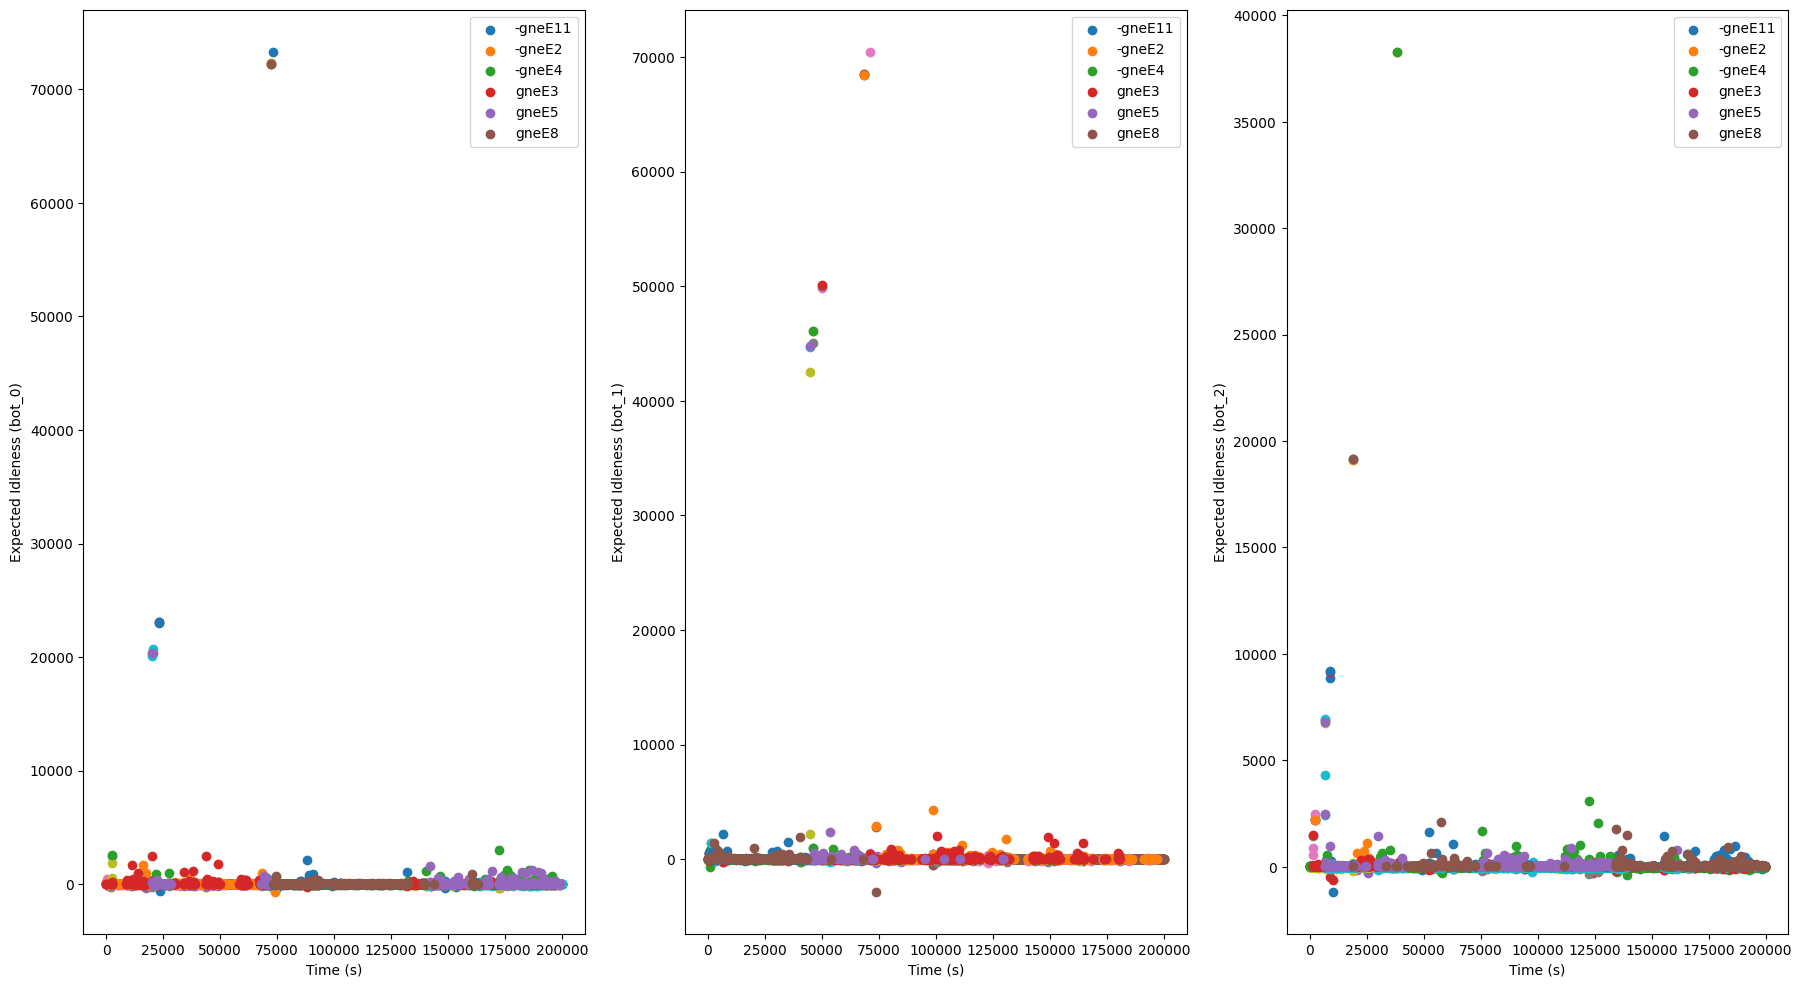 Expected Idleness (bot_0)
70000
60000
50000
40000
30000
20000
10000
0
0 25000 50000 75000 100000 125000 150000 175000 200000
Time (s)
-gneE11
-gneE2
-gneE4
gneE3
gneE5
gneE8
Expected Idleness (bot_1)
70000
60000
50000
40000
30000
20000
10000
0
0 25000 50000 75000 100000 125000 150000 175000 200000
Time (s)
-gneE11
-gneE2
-gneE4
gneE3
gneE5
gneE8
Expected Idleness (bot_2)
40000
35000
30000
25000
20000
15000
10000
5000
0
0 25000 50000 75000 100000 125000 150000 175000 200000
Time (s)
-gneE11
-gneE2
-gneE4
gneE3
gneE5
gneE8